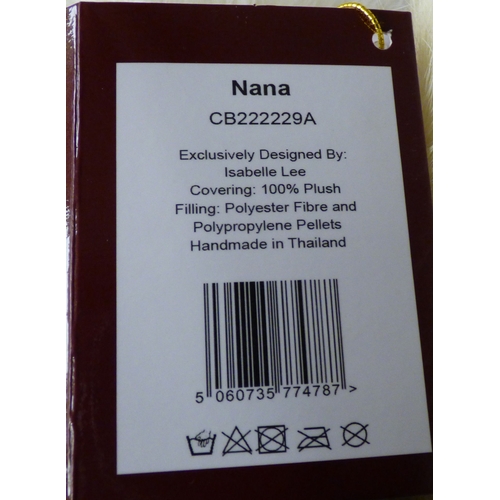 Nana
CB222229A
Exclusively Designed By:
Isabelle Lee
Covering: 100% Plush
Filling: Polyester Fibre and
Polypropylene Pellets
Handmade in Thailand
5 060735 774787 >